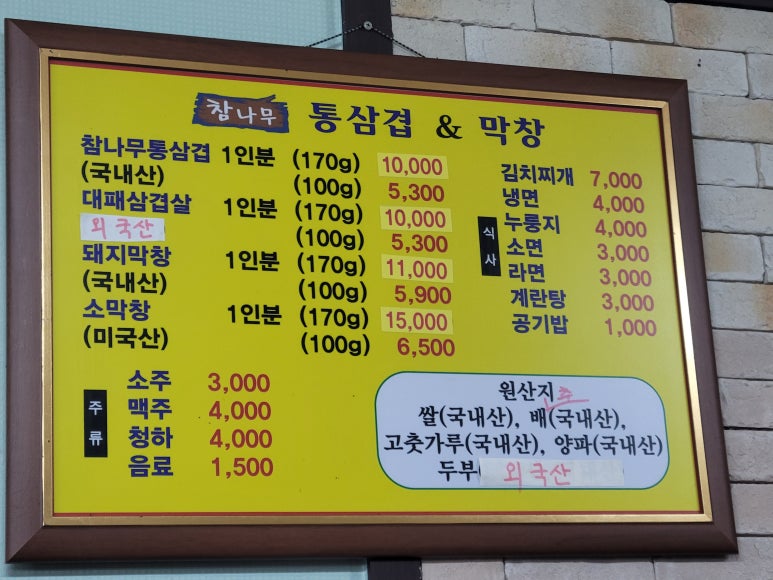 참나무 통삼겹 & 막창
참나무통삼겹 1인분 (170g) 10,000
(국내산) (100g) 5,300
대패삼겹살 1인분 (170g) 10,000
외국산 (100g) 5,300
돼지막창 1인분 (170g) 11,000
(국내산) (100g) 5,900
소막창 1인분 (170g) 15,000
(미국산) (100g) 6,500
식사
김치찌개 7,000
냉면 4,000
누룽지 4,000
소면 3,000
라면 3,000
계란탕 3,000
공기밥 1,000
주류
소주 3,000
맥주 4,000
청하 4,000
음료 1,500
원산지
쌀(국내산), 배(국내산),
고춧가루(국내산), 양파(국내산)
두부 외국산